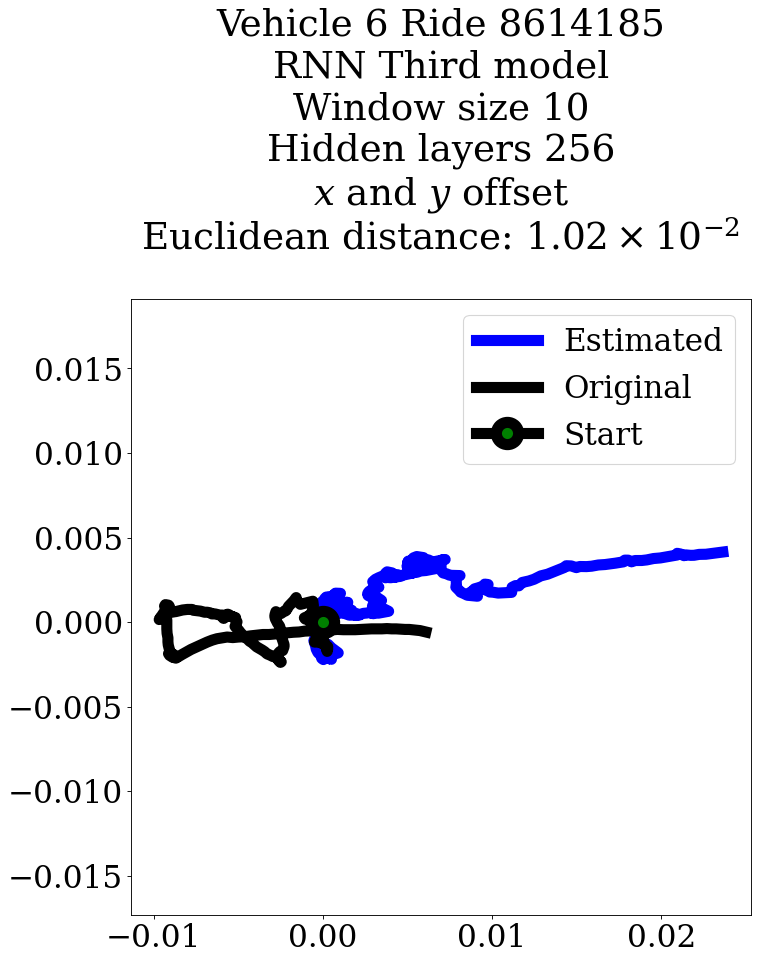 Vehicle 6 Ride 8614185
RNN Third model
Window size 10
Hidden layers 256
x and y offset
Euclidean distance: 1.02 × 10⁻²
Estimated
Original
Start
0.015
0.010
0.005
0.000
−0.005
−0.010
−0.015
−0.01 0.00 0.01 0.02